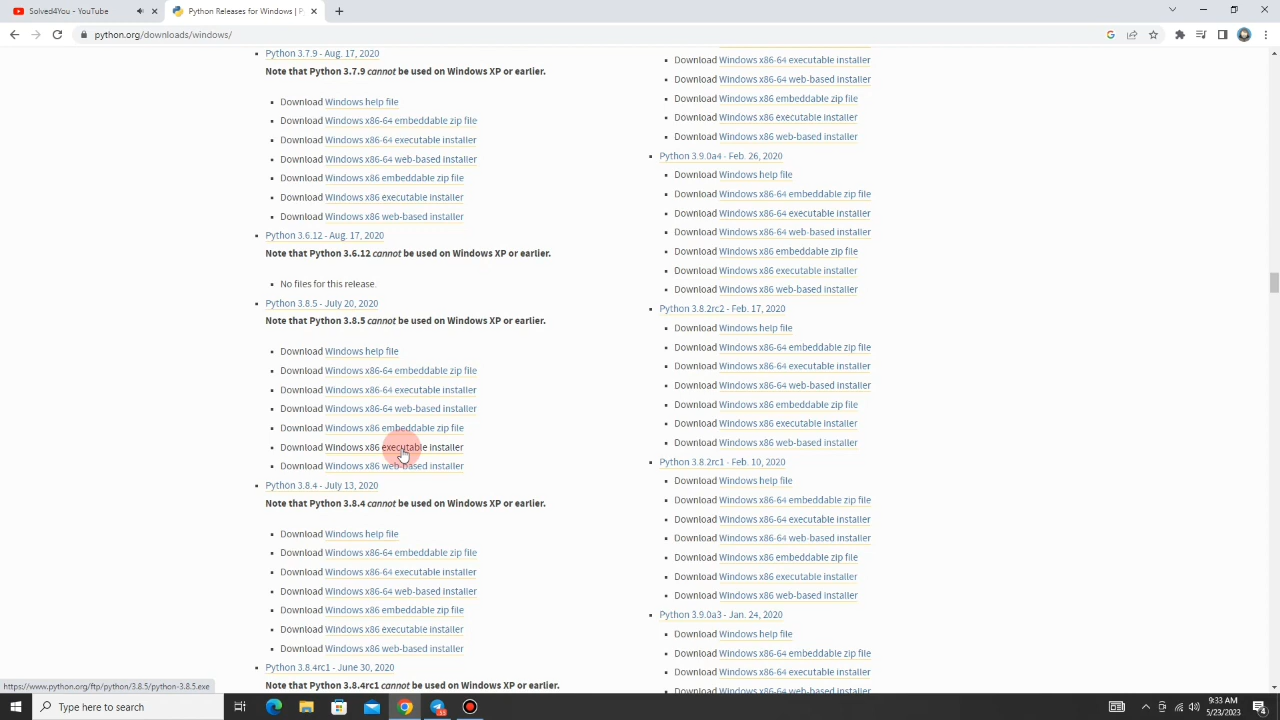 Solved4You - YouTube
Python Releases for Windows | P
python.org/downloads/windows/
Python 3.7.9 - Aug. 17, 2020
Note that Python 3.7.9 cannot be used on Windows XP or earlier.
Download Windows help file
Download Windows x86-64 embeddable zip file
Download Windows x86-64 executable installer
Download Windows x86-64 web-based installer
Download Windows x86 embeddable zip file
Download Windows x86 executable installer
Download Windows x86 web-based installer
Python 3.6.12 - Aug. 17, 2020
Note that Python 3.6.12 cannot be used on Windows XP or earlier.
No files for this release.
Python 3.8.5 - July 20, 2020
Note that Python 3.8.5 cannot be used on Windows XP or earlier.
Download Windows help file
Download Windows x86-64 embeddable zip file
Download Windows x86-64 executable installer
Download Windows x86-64 web-based installer
Download Windows x86 embeddable zip file
Download Windows x86 executable installer
Download Windows x86 web-based installer
Python 3.8.4 - July 13, 2020
Note that Python 3.8.4 cannot be used on Windows XP or earlier.
Download Windows help file
Download Windows x86-64 embeddable zip file
Download Windows x86-64 executable installer
Download Windows x86-64 web-based installer
Download Windows x86 embeddable zip file
Download Windows x86 executable installer
Download Windows x86 web-based installer
Python 3.8.4rc1 - June 30, 2020
Note that Python 3.8.4rc1 cannot be used on Windows XP or earlier.
Download Windows x86-64 executable installer
Download Windows x86-64 web-based installer
Download Windows x86 embeddable zip file
Download Windows x86 executable installer
Download Windows x86 web-based installer
Python 3.9.0a4 - Feb. 26, 2020
Download Windows help file
Download Windows x86-64 embeddable zip file
Download Windows x86-64 executable installer
Download Windows x86-64 web-based installer
Download Windows x86 embeddable zip file
Download Windows x86 executable installer
Download Windows x86 web-based installer
Python 3.8.2rc2 - Feb. 17, 2020
Download Windows help file
Download Windows x86-64 embeddable zip file
Download Windows x86-64 executable installer
Download Windows x86-64 web-based installer
Download Windows x86 embeddable zip file
Download Windows x86 executable installer
Download Windows x86 web-based installer
Python 3.8.2rc1 - Feb. 10, 2020
Download Windows help file
Download Windows x86-64 embeddable zip file
Download Windows x86-64 executable installer
Download Windows x86-64 web-based installer
Download Windows x86 embeddable zip file
Download Windows x86 executable installer
Download Windows x86 web-based installer
Python 3.9.0a3 - Jan. 24, 2020
Download Windows help file
Download Windows x86-64 embeddable zip file
Download Windows x86-64 executable installer
Download Windows x86-64 web-based installer
https://www.python.org/ftp/python/3.8.5/python-3.8.5.exe
Type here to search
9:33 AM
5/23/2023